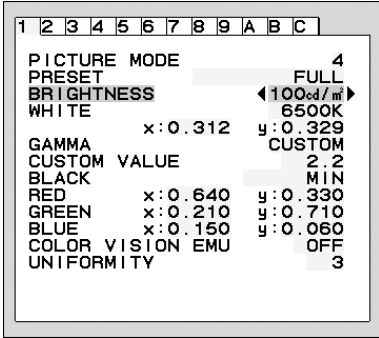 1 2 3 4 5 6 7 8 9 A B C
PICTURE MODE 4
PRESET FULL
BRIGHTNESS ◀100cd/㎡▶
WHITE 6500K
x:0.312 y:0.329
GAMMA CUSTOM
CUSTOM VALUE 2.2
BLACK MIN
RED x:0.640 y:0.330
GREEN x:0.210 y:0.710
BLUE x:0.150 y:0.060
COLOR VISION EMU OFF
UNIFORMITY 3